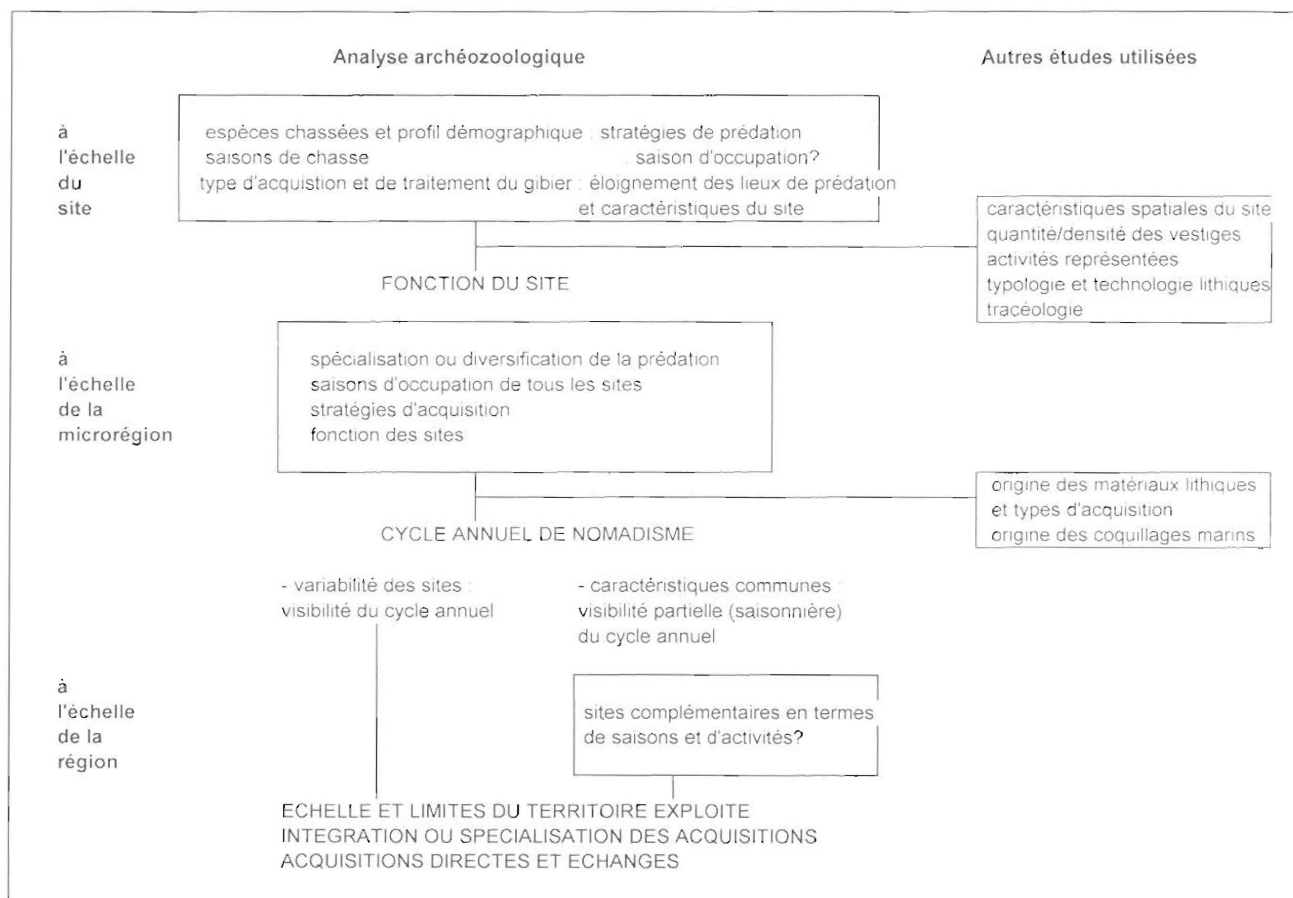 Analyse archéozoologique
Autres études utilisées
à
l'échelle
du
site
espèces chassées et profil démographique : stratégies de prédation
saisons de chasse : saison d'occupation?
type d'acquistion et de traitement du gibier : éloignement des lieux de prédation
et caractéristiques du site
caractéristiques spatiales du site
quantité/densité des vestiges
activités représentées
typologie et technologie lithiques
tracéologie
FONCTION DU SITE
à
l'échelle
de la
microrégion
spécialisation ou diversification de la prédation
saisons d'occupation de tous les sites
stratégies d'acquisition
fonction des sites
origine des matériaux lithiques
et types d'acquisition
origine des coquillages marins
CYCLE ANNUEL DE NOMADISME
- variabilité des sites :
visibilité du cycle annuel
- caractéristiques communes :
visibilité partielle (saisonnière)
du cycle annuel
à
l'échelle
de la
région
sites complémentaires en termes
de saisons et d'activités?
ECHELLE ET LIMITES DU TERRITOIRE EXPLOITE
INTEGRATION OU SPECIALISATION DES ACQUISITIONS
ACQUISITIONS DIRECTES ET ECHANGES